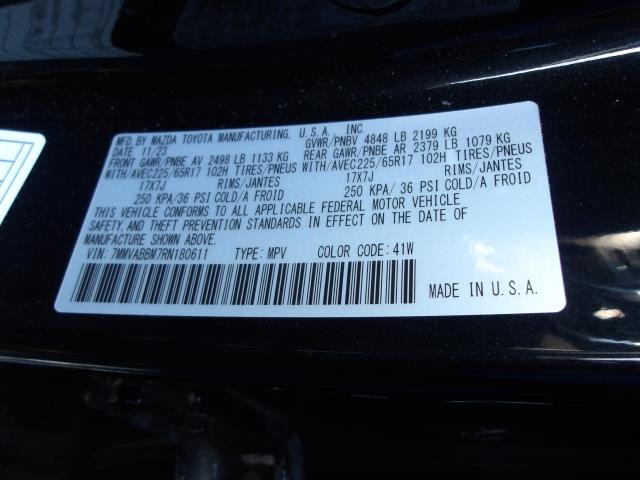 MFD.BY MAZDA TOYOTA MANUFACTURING, U.S.A. INC.
DATE 11/23 GVWR/PNBV 4848 LB 2199 KG
FRONT GAWR/PNBE AV 2498 LB 1133 KG REAR GAWR/PNBE AR 2379 LB 1079 KG
WITH/AVEC225/65R17 102H TIRES/PNEUS WITH/AVEC225/65R17 102H TIRES/PNEUS
17X7J RIMS/JANTES 17X7J RIMS/JANTES
250 KPA/36 PSI COLD/A FROID 250 KPA/36 PSI COLD/A FROID
THIS VEHICLE CONFORMS TO ALL APPLICABLE FEDERAL MOTOR VEHICLE
SAFETY, AND THEFT PREVENTION STANDARDS IN EFFECT ON THE DATE OF
MANUFACTURE SHOWN ABOVE.
VIN: 7MMVABBM7RN180611 TYPE: MPV COLOR CODE: 41W
MADE IN U.S.A.